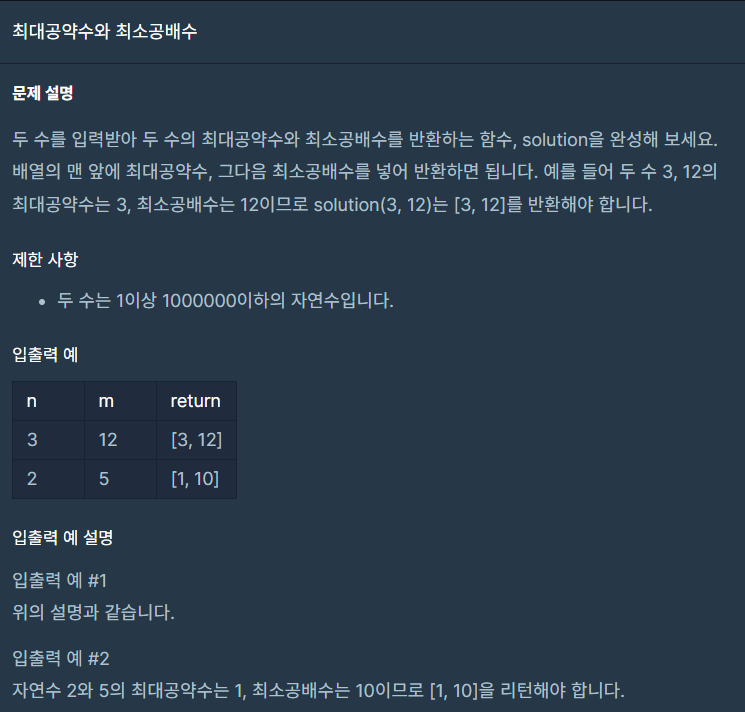 최대공약수와 최소공배수
문제 설명
두 수를 입력받아 두 수의 최대공약수와 최소공배수를 반환하는 함수, solution을 완성해 보세요.
배열의 맨 앞에 최대공약수, 그다음 최소공배수를 넣어 반환하면 됩니다. 예를 들어 두 수 3, 12의
최대공약수는 3, 최소공배수는 12이므로 solution(3, 12)는 [3, 12]를 반환해야 합니다.
제한 사항
• 두 수는 1이상 1000000이하의 자연수입니다.
입출력 예
n m return
3 12 [3, 12]
2 5 [1, 10]
입출력 예 설명
입출력 예 #1
위의 설명과 같습니다.
입출력 예 #2
자연수 2와 5의 최대공약수는 1, 최소공배수는 10이므로 [1, 10]을 리턴해야 합니다.